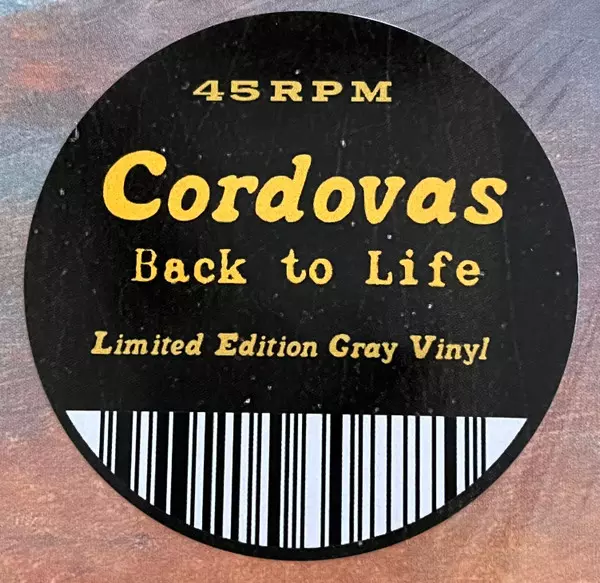 45RPM
Cordovas
Back to Life
Limited Edition Gray Vinyl